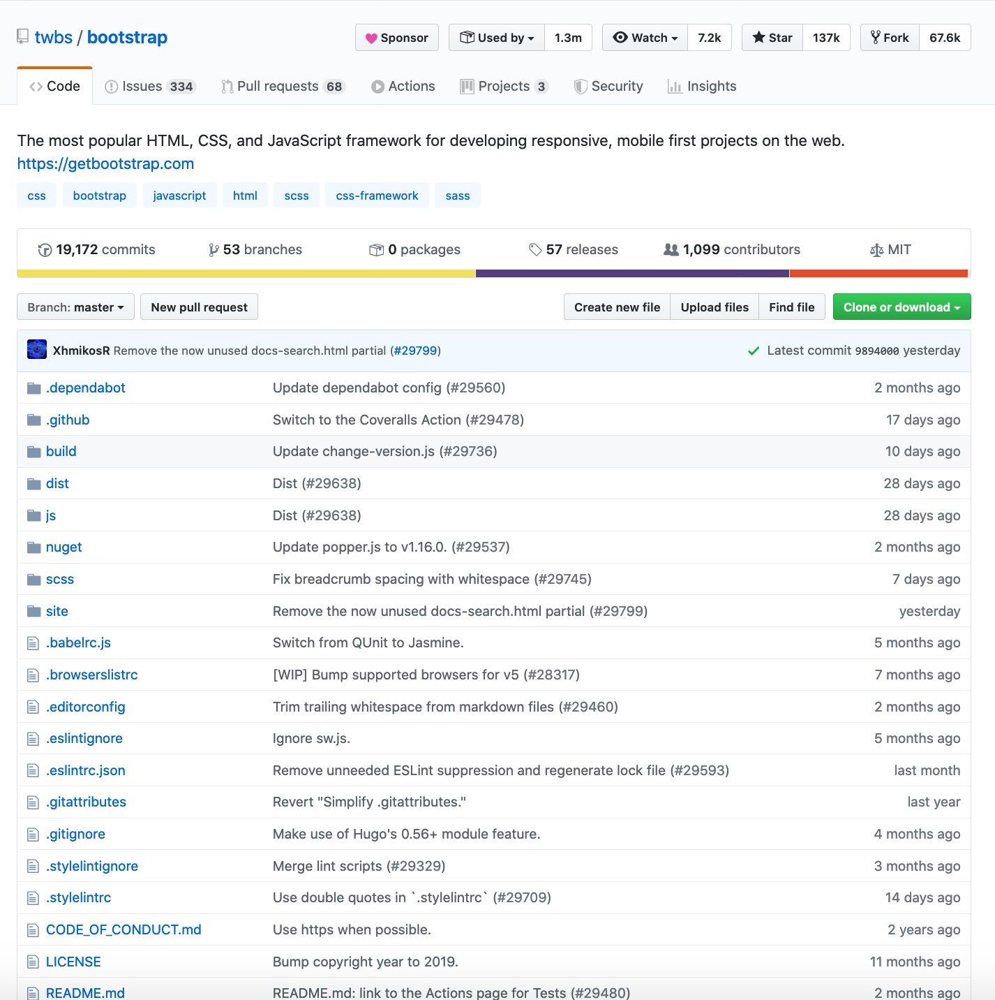 twbs / bootstrap Sponsor Used by 1.3m Watch 7.2k Star 137k Fork 67.6k
Code Issues 334 Pull requests 68 Actions Projects 3 Security Insights
The most popular HTML, CSS, and JavaScript framework for developing responsive, mobile first projects on the web.
https://getbootstrap.com
css bootstrap javascript html scss css-framework sass
19,172 commits 53 branches 0 packages 57 releases 1,099 contributors MIT
Branch: master New pull request Create new file Upload files Find file Clone or download
XhmikosR Remove the now unused docs-search.html partial (#29799) Latest commit 9894000 yesterday
.dependabot Update dependabot config (#29560) 2 months ago
.github Switch to the Coveralls Action (#29478) 17 days ago
build Update change-version.js (#29736) 10 days ago
dist Dist (#29638) 28 days ago
js Dist (#29638) 28 days ago
nuget Update popper.js to v1.16.0. (#29537) 2 months ago
scss Fix breadcrumb spacing with whitespace (#29745) 7 days ago
site Remove the now unused docs-search.html partial (#29799) yesterday
.babelrc.js Switch from QUnit to Jasmine. 5 months ago
.browserslistrc [WIP] Bump supported browsers for v5 (#28317) 7 months ago
.editorconfig Trim trailing whitespace from markdown files (#29460) 2 months ago
.eslintignore Ignore sw.js. 5 months ago
.eslintrc.json Remove unneeded ESLint suppression and regenerate lock file (#29593) last month
.gitattributes Revert "Simplify .gitattributes." last year
.gitignore Make use of Hugo's 0.56+ module feature. 4 months ago
.stylelintignore Merge lint scripts (#29329) 3 months ago
.stylelintrc Use double quotes in `.stylelintrc` (#29709) 14 days ago
CODE_OF_CONDUCT.md Use https when possible. 2 years ago
LICENSE Bump copyright year to 2019. 11 months ago
README.md README.md: link to the Actions page for Tests (#29480) 2 months ago